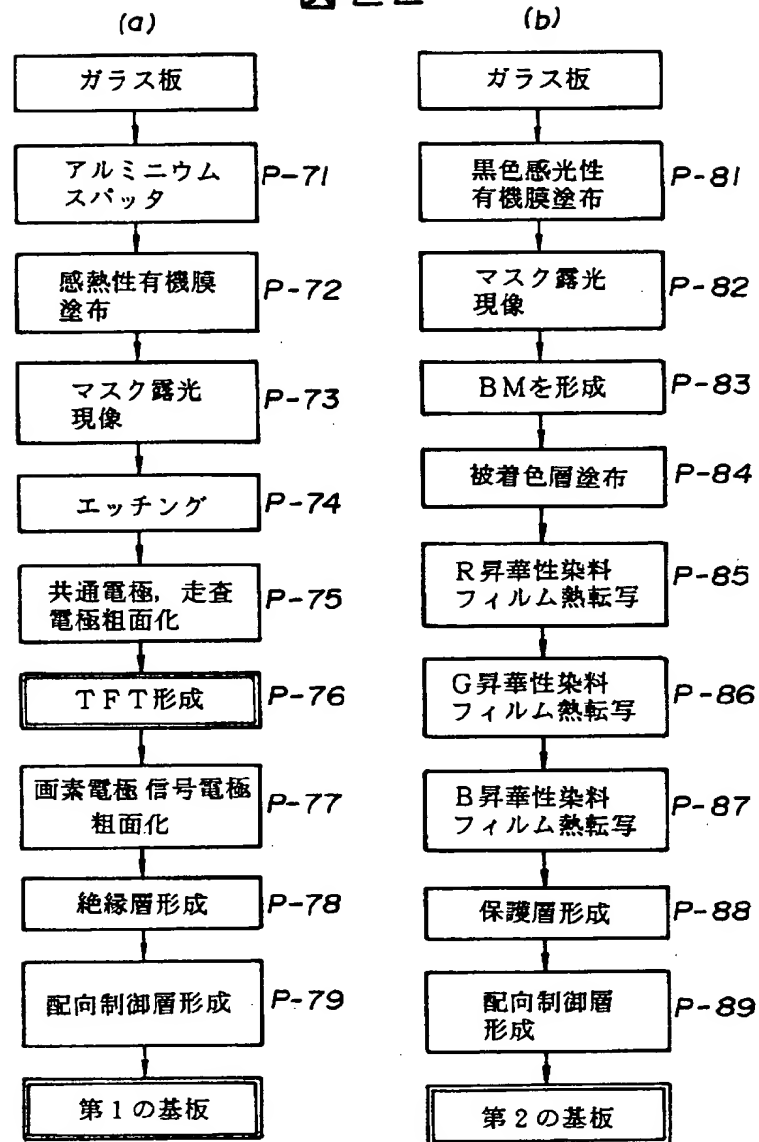 (a)
ガラス板
アルミニウム
スパッタ
P-71
感熱性有機膜
塗布
P-72
マスク露光
現像
P-73
エッチング
P-74
共通電極，走査
電極粗面化
P-75
TFT形成
P-76
画素電極 信号電極
粗面化
P-77
絶縁層形成
P-78
配向制御層形成
P-79
第1の基板
(b)
ガラス板
黒色感光性
有機膜塗布
P-81
マスク露光
現像
P-82
BMを形成
P-83
被着色層塗布
P-84
R昇華性染料
フィルム熱転写
P-85
G昇華性染料
フィルム熱転写
P-86
B昇華性染料
フィルム熱転写
P-87
保護層形成
P-88
配向制御層
形成
P-89
第2の基板